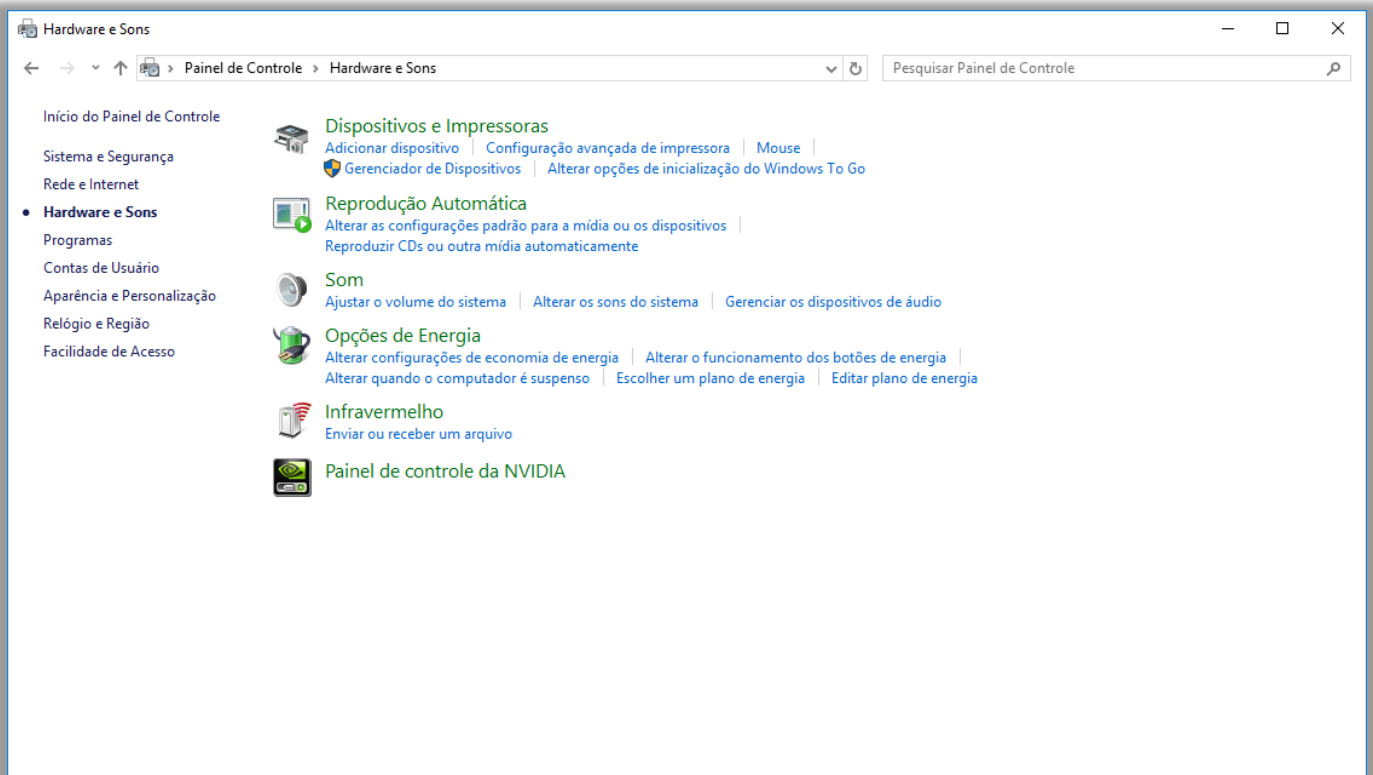 Hardware e Sons
Painel de Controle > Hardware e Sons
Pesquisar Painel de Controle
Início do Painel de Controle
Sistema e Segurança
Rede e Internet
Hardware e Sons
Programas
Contas de Usuário
Aparência e Personalização
Relógio e Região
Facilidade de Acesso
Dispositivos e Impressoras
Adicionar dispositivo | Configuração avançada de impressora | Mouse |
Gerenciador de Dispositivos | Alterar opções de inicialização do Windows To Go
Reprodução Automática
Alterar as configurações padrão para a mídia ou os dispositivos |
Reproduzir CDs ou outra mídia automaticamente
Som
Ajustar o volume do sistema | Alterar os sons do sistema | Gerenciar os dispositivos de áudio
Opções de Energia
Alterar configurações de economia de energia | Alterar o funcionamento dos botões de energia |
Alterar quando o computador é suspenso | Escolher um plano de energia | Editar plano de energia
Infravermelho
Enviar ou receber um arquivo
Painel de controle da NVIDIA